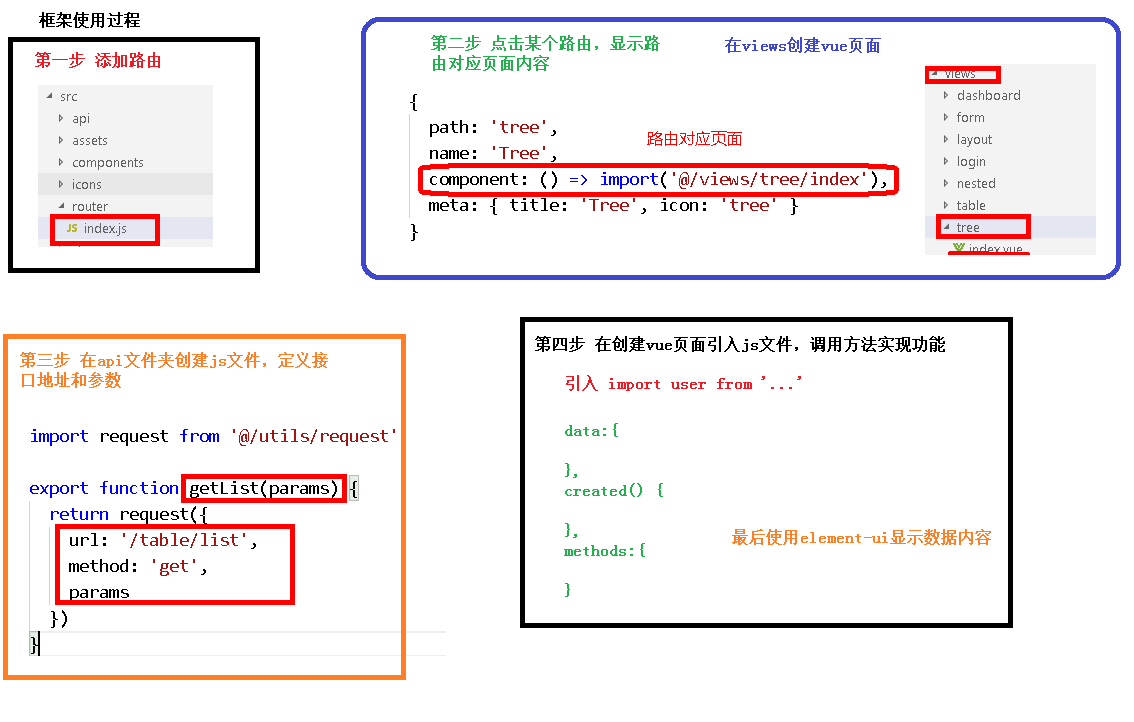 框架使用过程
第一步 添加路由
src
api
assets
components
icons
router
JS index.js
第二步 点击某个路由，显示路
由对应页面内容
在views创建vue页面
{
path: 'tree',
name: 'Tree',
路由对应页面
component: () => import('@/views/tree/index'),
meta: { title: 'Tree', icon: 'tree' }
}
views
dashboard
form
layout
login
nested
table
tree
index.vue
第三步 在api文件夹创建js文件，定义接
口地址和参数
import request from '@/utils/request'
export function getList(params) {
return request({
url: '/table/list',
method: 'get',
params
})
}
第四步 在创建vue页面引入js文件，调用方法实现功能
引入 import user from '...'
data:{
},
created() {
},
methods:{
}
最后使用element-ui显示数据内容